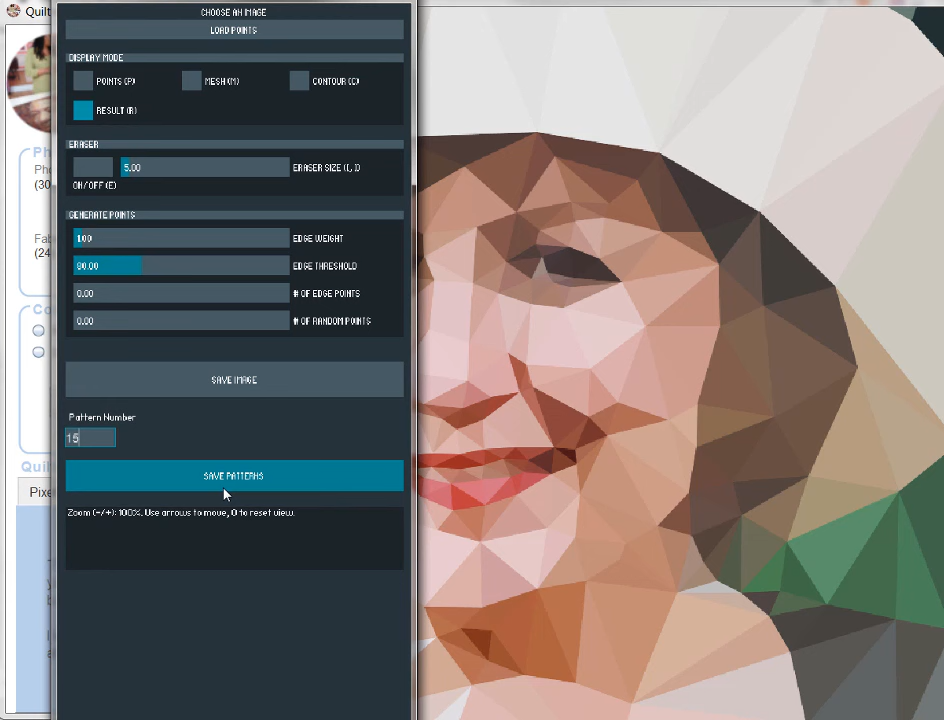 Quilt
CHOOSE AN IMAGE
LOAD POINTS
DISPLAY MODE
POINTS (P)
MESH (M)
CONTOUR (C)
RESULT (R)
ERASER
5.00
ERASER SIZE (I, J)
ON/OFF (E)
GENERATE POINTS
1.00
EDGE WEIGHT
80.00
EDGE THRESHOLD
0.00
# OF EDGE POINTS
0.00
# OF RANDOM POINTS
SAVE IMAGE
Pattern Number
15
SAVE PATTERNS
Zoom (-/+): 100%. Use arrows to move, 0 to reset view.
Ph
Pho
(30
Fab
(24
Co
Quil
Pixe